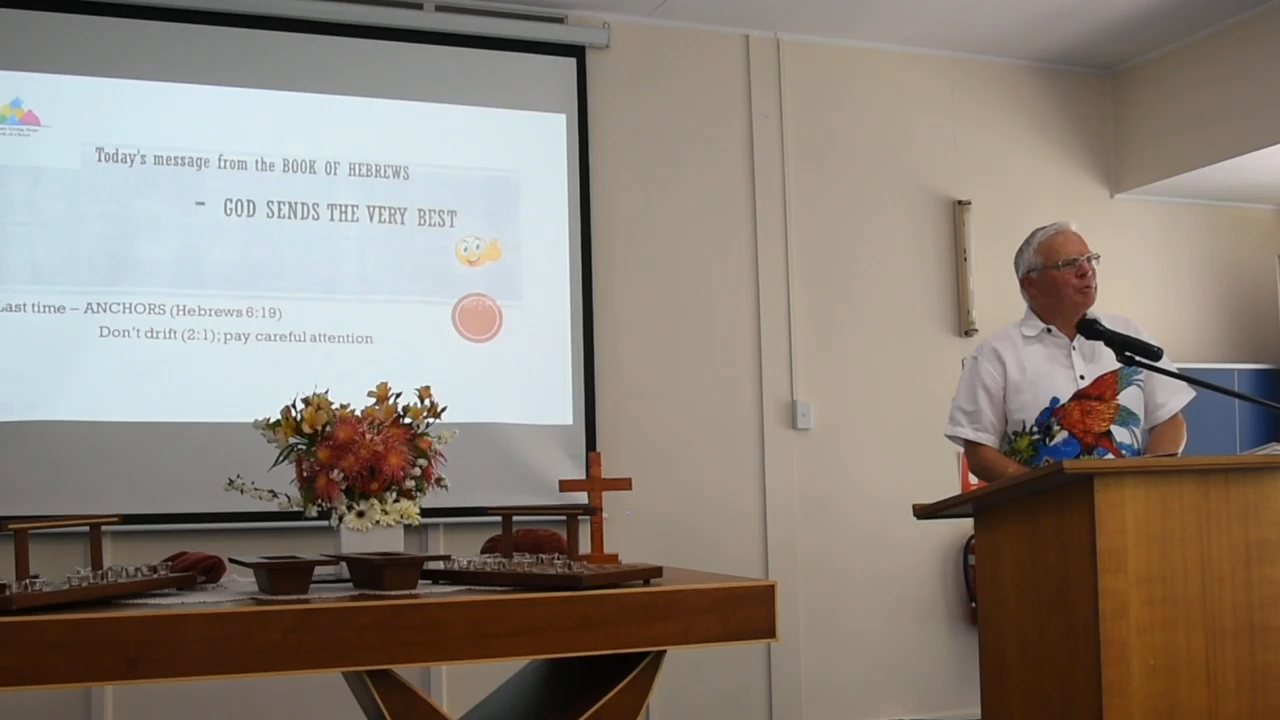 Today's message from the BOOK OF HEBREWS
- GOD SENDS THE VERY BEST
Last time – ANCHORS (Hebrews 6:19)
Don't drift (2:1); pay careful attention